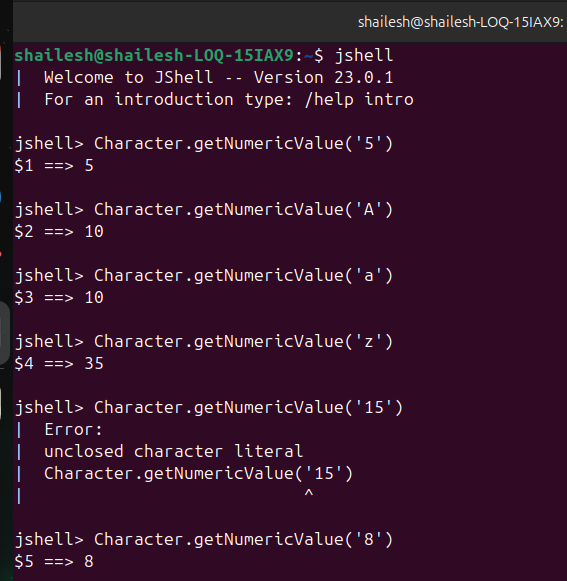 shailesh@shailesh-LOQ-15IAX9:
shailesh@shailesh-LOQ-15IAX9:~$ jshell
|  Welcome to JShell -- Version 23.0.1
|  For an introduction type: /help intro
jshell> Character.getNumericValue('5')
$1 ==> 5
jshell> Character.getNumericValue('A')
$2 ==> 10
jshell> Character.getNumericValue('a')
$3 ==> 10
jshell> Character.getNumericValue('z')
$4 ==> 35
jshell> Character.getNumericValue('15')
|  Error:
|  unclosed character literal
|  Character.getNumericValue('15')
|                            ^
jshell> Character.getNumericValue('8')
$5 ==> 8